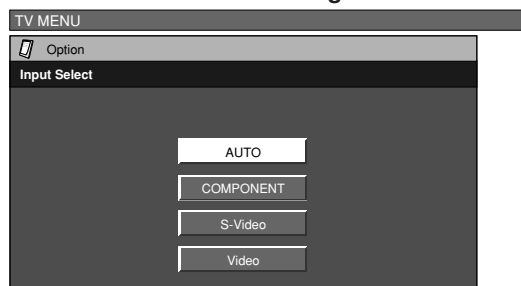 TV MENU
Option
Input Select
AUTO
COMPONENT
S-Video
Video